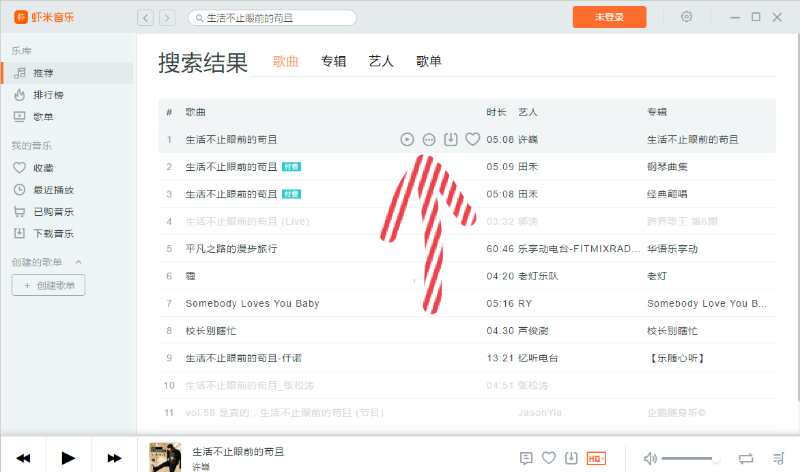 虾 虾米音乐
生活不止眼前的苟且
未登录
乐库
推荐
排行榜
歌单
我的音乐
收藏
最近播放
已购音乐
下载音乐
创建的歌单
+ 创建歌单
搜索结果 歌曲 专辑 艺人 歌单
# 歌曲 时长 艺人 专辑
1 生活不止眼前的苟且 05:08 许巍 生活不止眼前的苟且
2 生活不止眼前的苟且 付费 05:09 田禾 钢琴曲集
3 生活不止眼前的苟且 付费 05:08 田禾 经典翻唱
4 生活不止眼前的苟且 (Live) 03:32 谭涛 跨界歌王 第6期
5 平凡之路的漫步旅行 60:46 乐享动电台-FITMIXRAD... 华语乐享动
6 04:20 老灯乐队 老灯
7 Somebody Loves You Baby 05:16 RY Somebody Love You B...
8 校长别瞎忙 04:30 芦俊澍 校长别瞎忙
9 生活不止眼前的苟且-仟诺 13:21 忆听电台 【乐随心听】
10 生活不止眼前的苟且_张松涛 04:51 张松涛
11 vol.58 是真的，生活不止眼前的苟且 (节目) JasonYia 企鹅随身听©
生活不止眼前的苟且
许巍
HQ